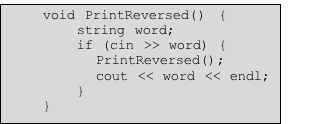 void PrintReversed() {
    string word;
    if (cin >> word) {
      PrintReversed();
      cout << word << endl;
    }
}